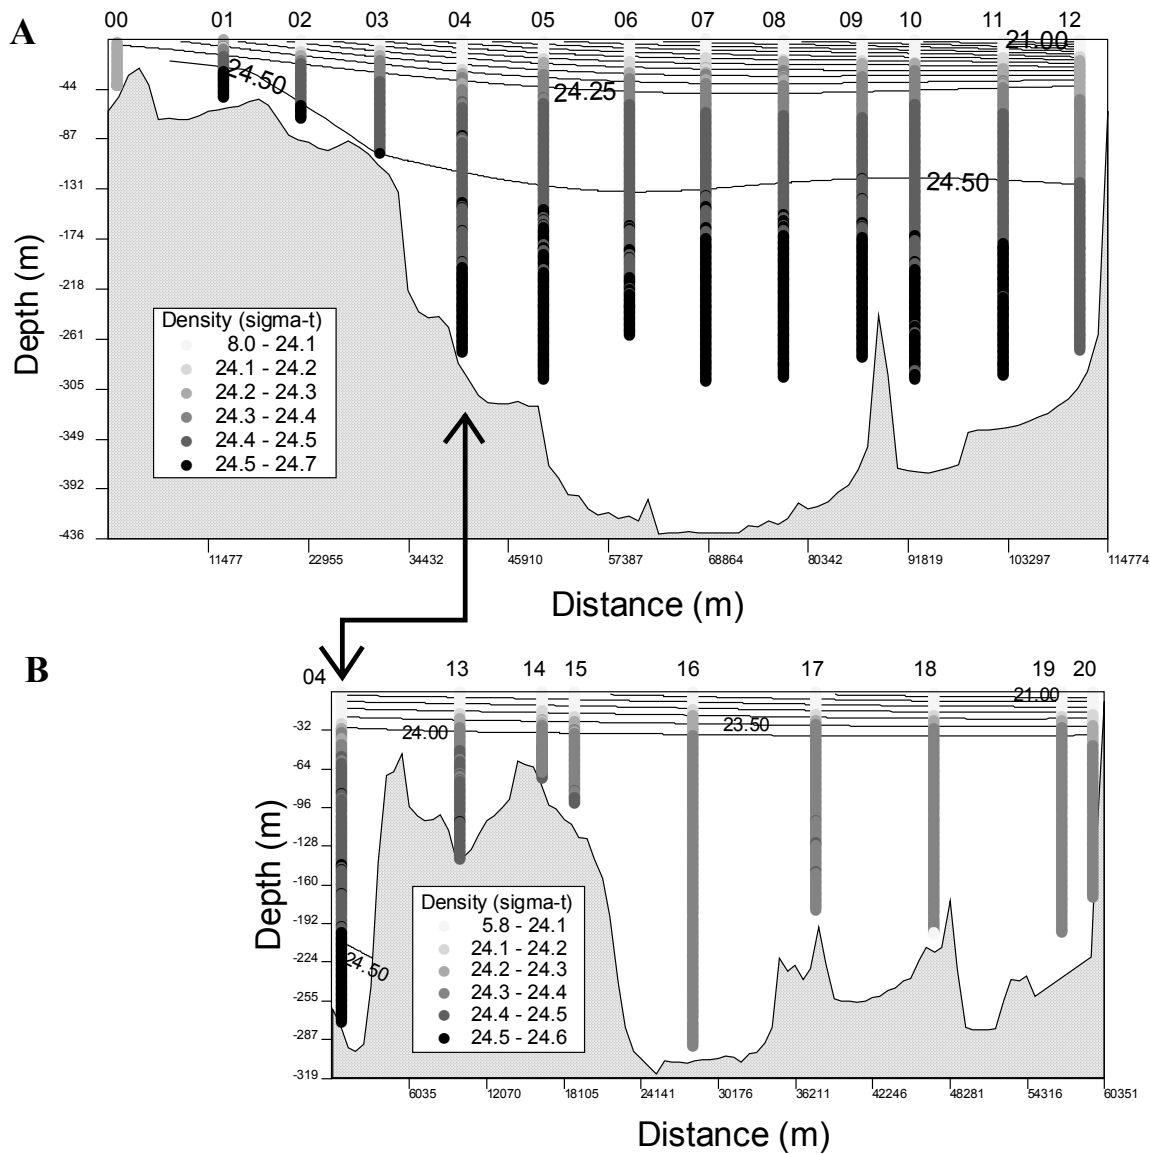 A
00 01 02 03 04 05 06 07 08 09 10 11 12
21.00
24.50
24.25
24.50
-44
-87
-131
-174
-218
-261
-305
-349
-392
-436
Depth (m)
Density (sigma-t)
8.0 - 24.1
24.1 - 24.2
24.2 - 24.3
24.3 - 24.4
24.4 - 24.5
24.5 - 24.7
11477 22955 34432 45910 57387 68864 80342 91819 103297 114774
Distance (m)
B
04 13 14 15 16 17 18 19 20
21.00
24.00
23.50
24.50
-32
-64
-96
-128
-160
-192
-224
-255
-287
-319
Depth (m)
Density (sigma-t)
5.8 - 24.1
24.1 - 24.2
24.2 - 24.3
24.3 - 24.4
24.4 - 24.5
24.5 - 24.6
6035 12070 18105 24141 30176 36211 42246 48281 54316 60351
Distance (m)